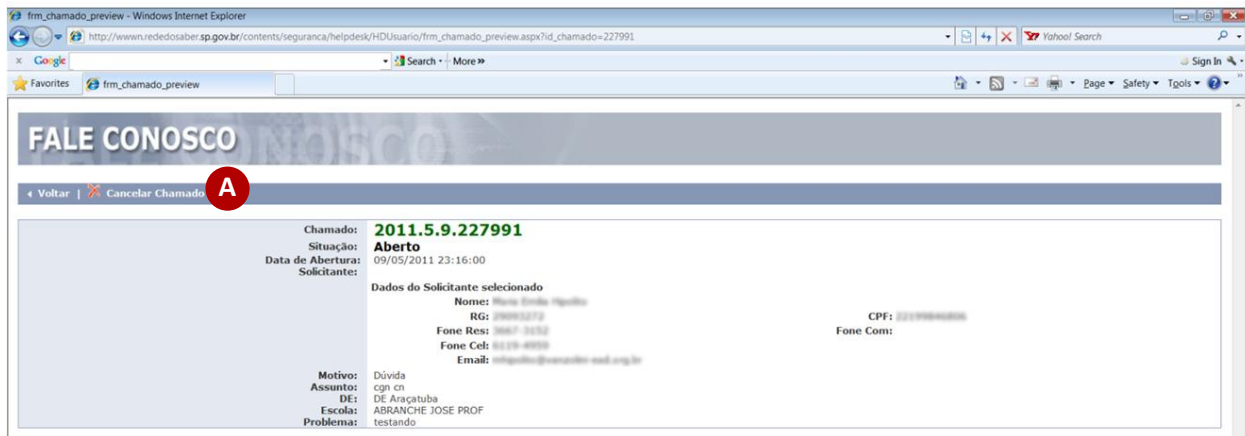 frm_chamado_preview - Windows Internet Explorer
http://wwwn.rededosaber.sp.gov.br/contents/seguranca/helpdesk/HDUsuario/frm_chamado_preview.aspx?id_chamado=227991 Yahoo! Search
x Google Search More » Sign In
Favorites frm_chamado_preview Page Safety Tools
FALE CONOSCO
Voltar | Cancelar Chamado A
Chamado: 2011.5.9.227991
Situação: Aberto
Data de Abertura: 09/05/2011 23:16:00
Solicitante:
Dados do Solicitante selecionado
Nome:
RG: CPF:
Fone Res: Fone Com:
Fone Cel:
Email:
Motivo: Dúvida
Assunto: cgn cn
DE: DE Araçatuba
Escola: ABRANCHE JOSE PROF
Problema: testando